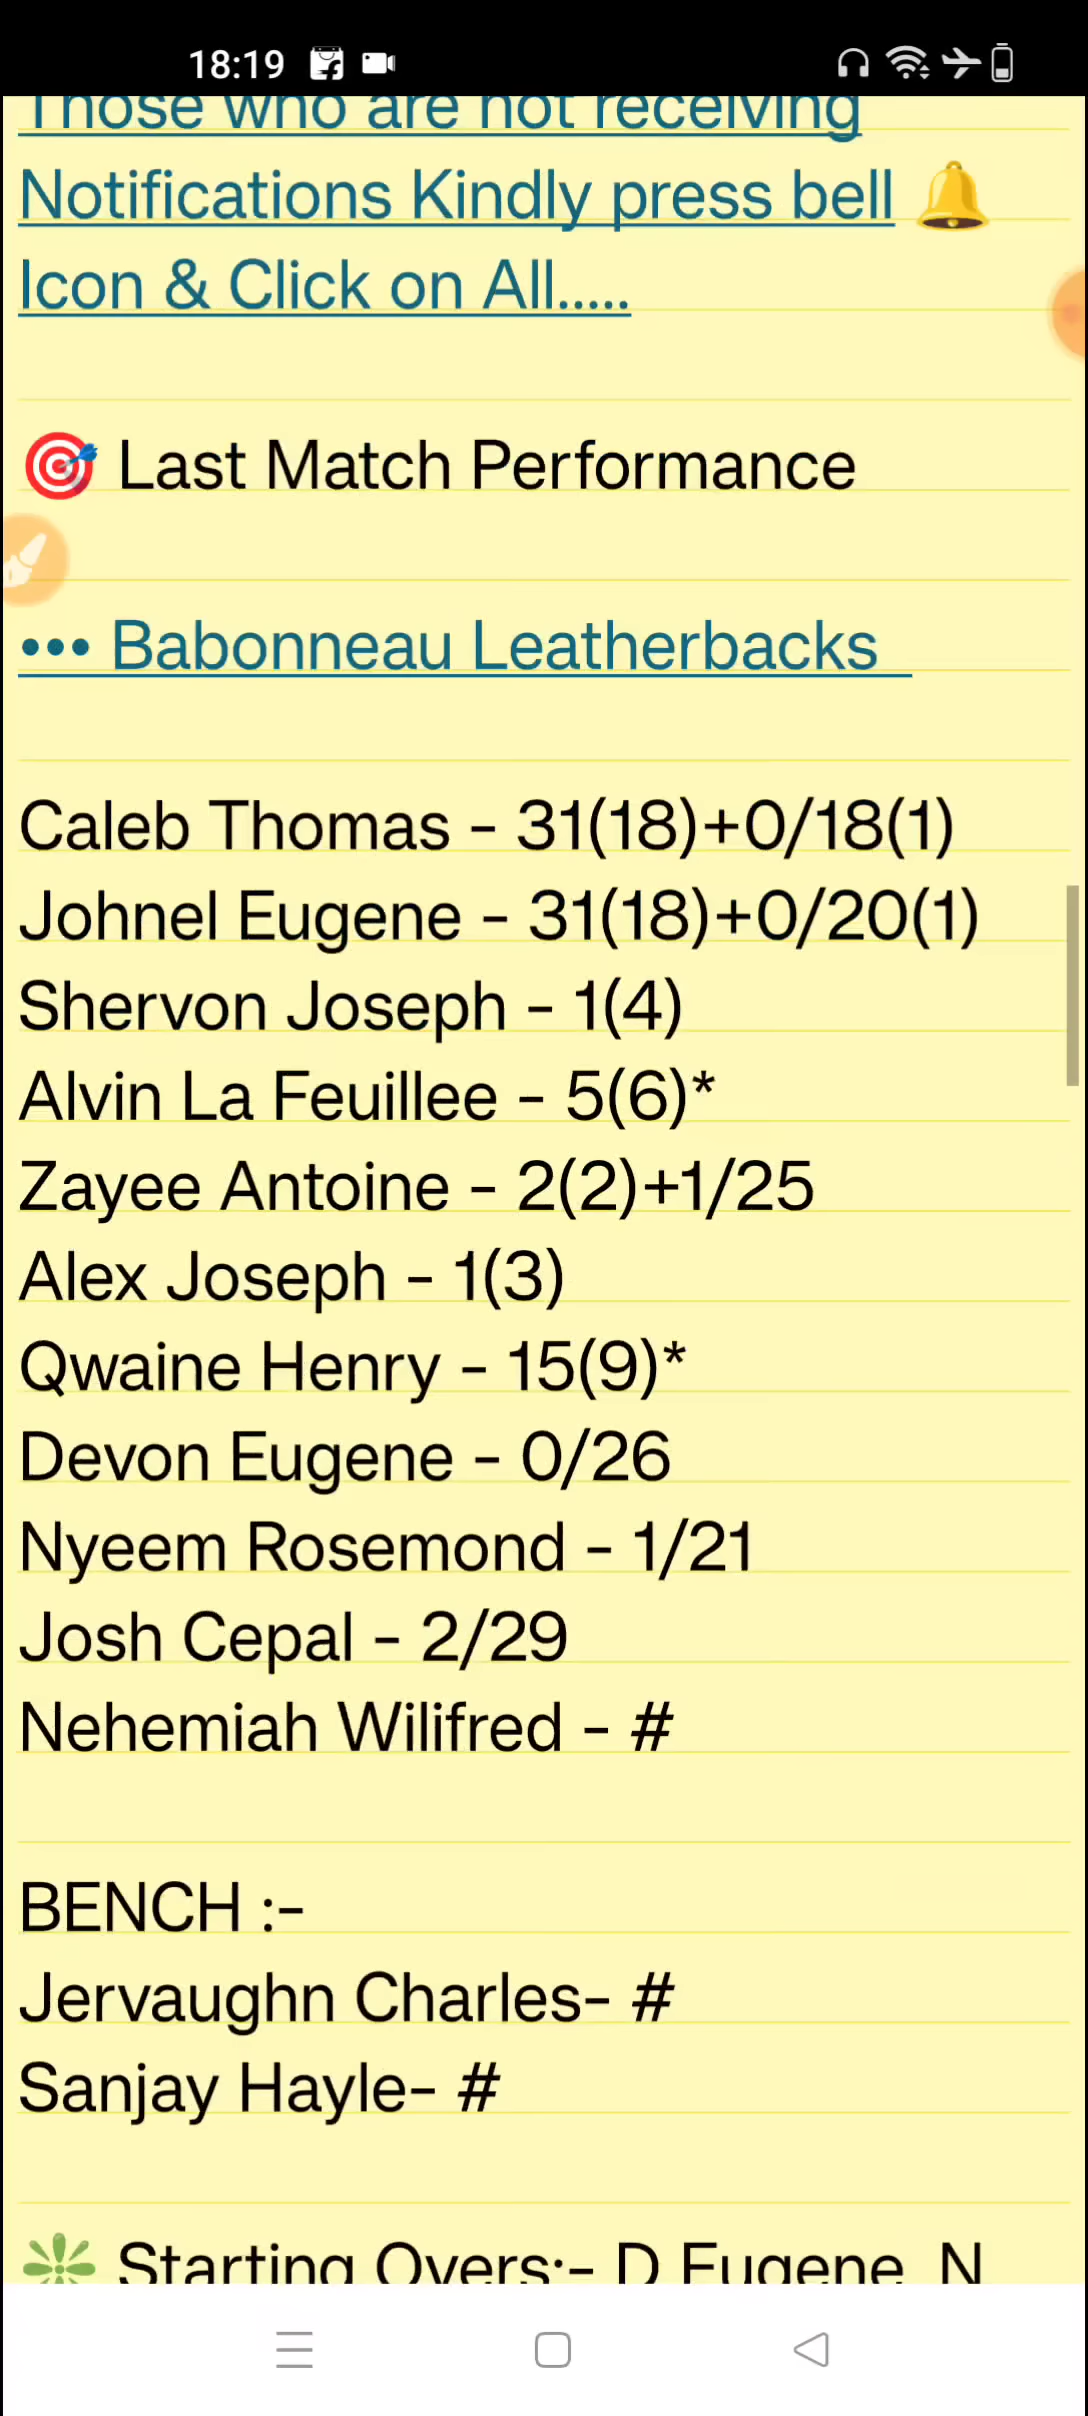 18:19
Those who are not receiving
Notifications Kindly press bell 🔔
Icon & Click on All.....
🎯 Last Match Performance
••• Babonneau Leatherbacks
Caleb Thomas - 31(18)+0/18(1)
Johnel Eugene - 31(18)+0/20(1)
Shervon Joseph - 1(4)
Alvin La Feuillee - 5(6)*
Zayee Antoine - 2(2)+1/25
Alex Joseph - 1(3)
Qwaine Henry - 15(9)*
Devon Eugene - 0/26
Nyeem Rosemond - 1/21
Josh Cepal - 2/29
Nehemiah Wilifred - #
BENCH :-
Jervaughn Charles- #
Sanjay Hayle- #
Starting Overs:- D Eugene N